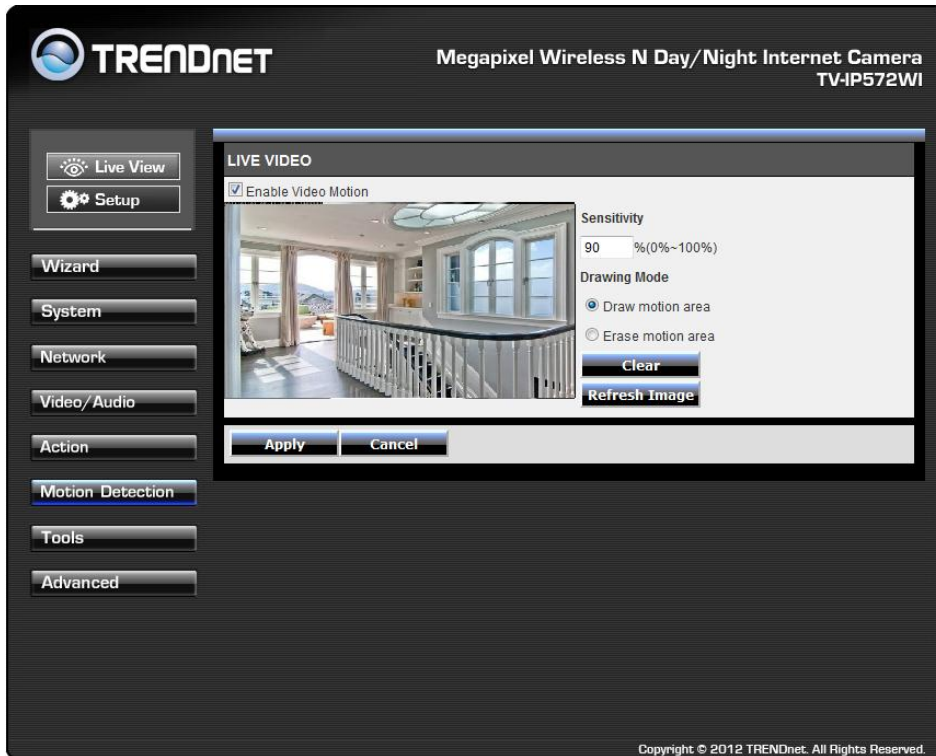 TRENDNET
Megapixel Wireless N Day/Night Internet Camera
TV-IP572WI
Live View
Setup
Wizard
System
Network
Video/Audio
Action
Motion Detection
Tools
Advanced
LIVE VIDEO
Enable Video Motion
Sensitivity
90 %(0%~100%)
Drawing Mode
Draw motion area
Erase motion area
Clear
Refresh Image
Apply
Cancel
Copyright © 2012 TRENDnet. All Rights Reserved.